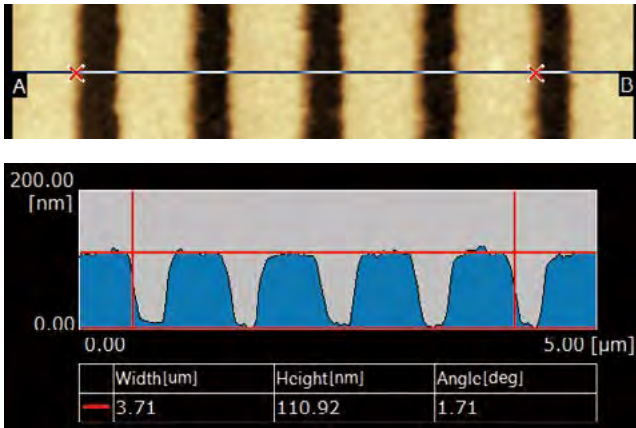 A
B
200.00
[nm]
0.00
0.00
5.00 [μm]
Width[um] Height[nm] Angle[deg]
3.71 110.92 1.71